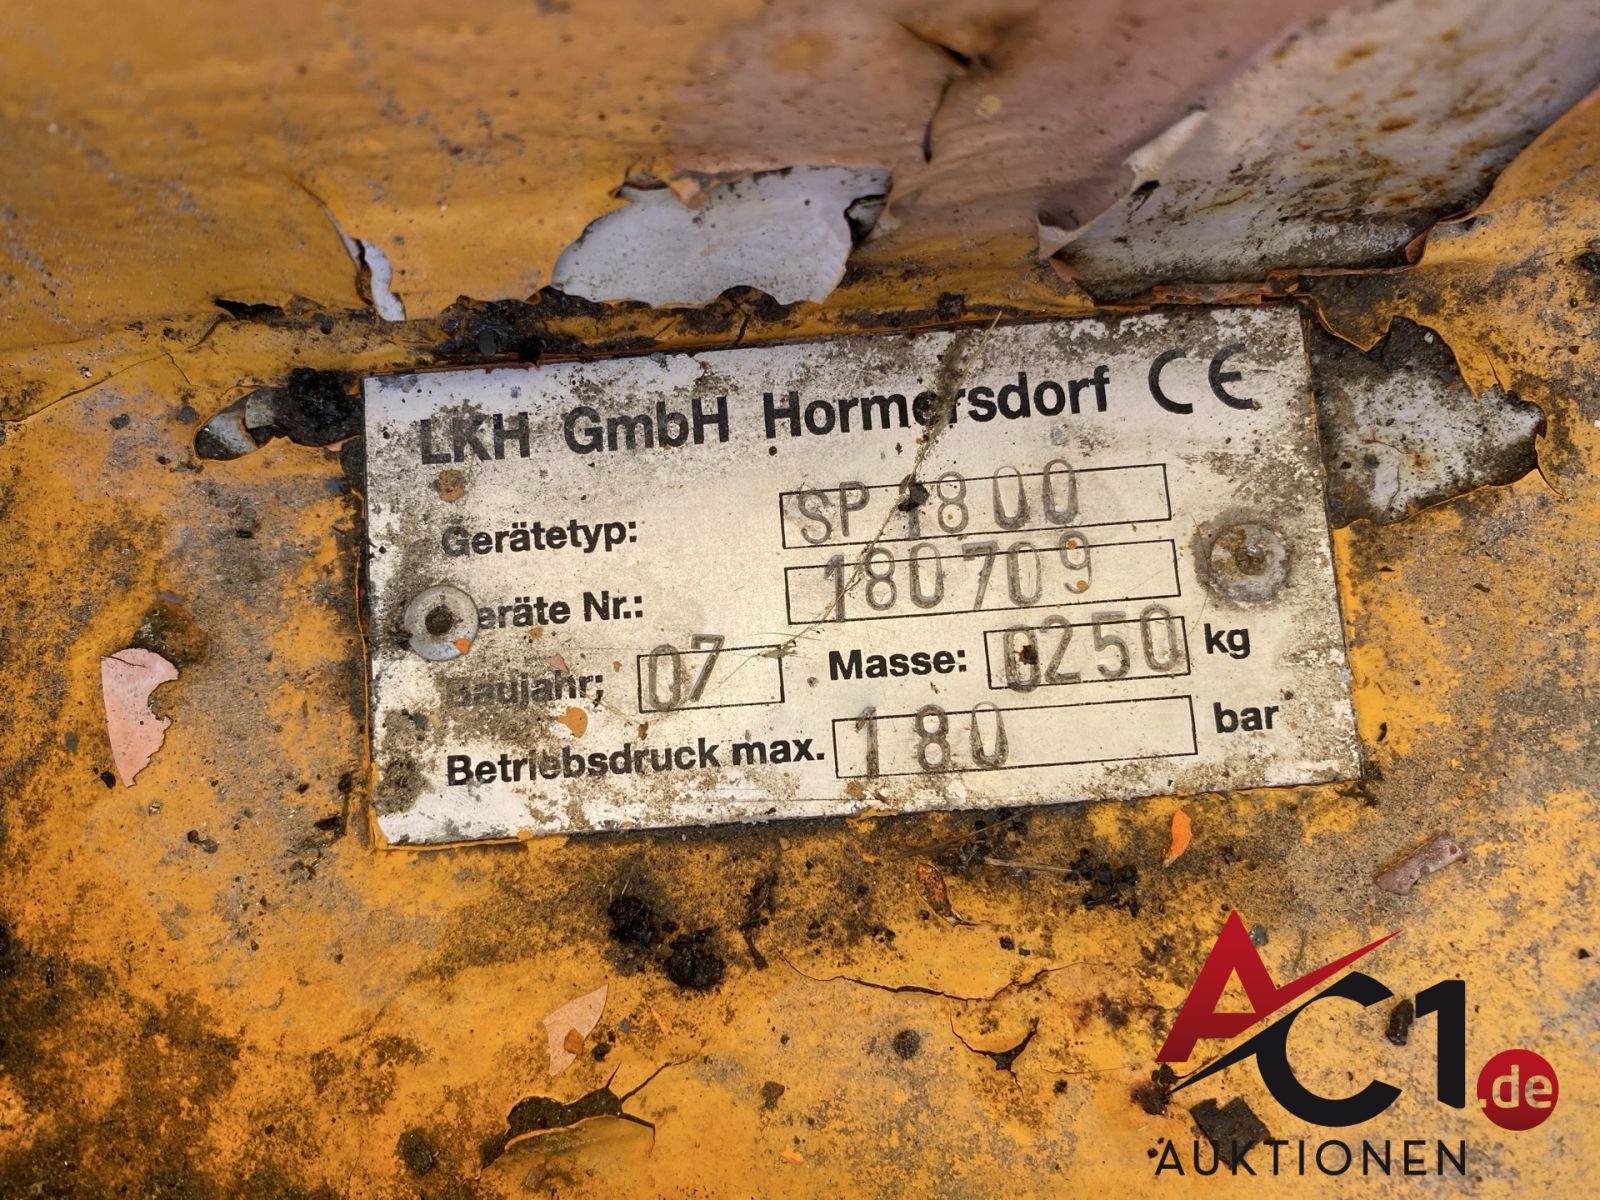 LKH GmbH Hormersdorf CE
Gerätetyp: SP 1800
Geräte Nr.: 180709
Baujahr: 07 Masse: 0250 kg
Betriebsdruck max. 180 bar
AC1.de
AUKTIONEN